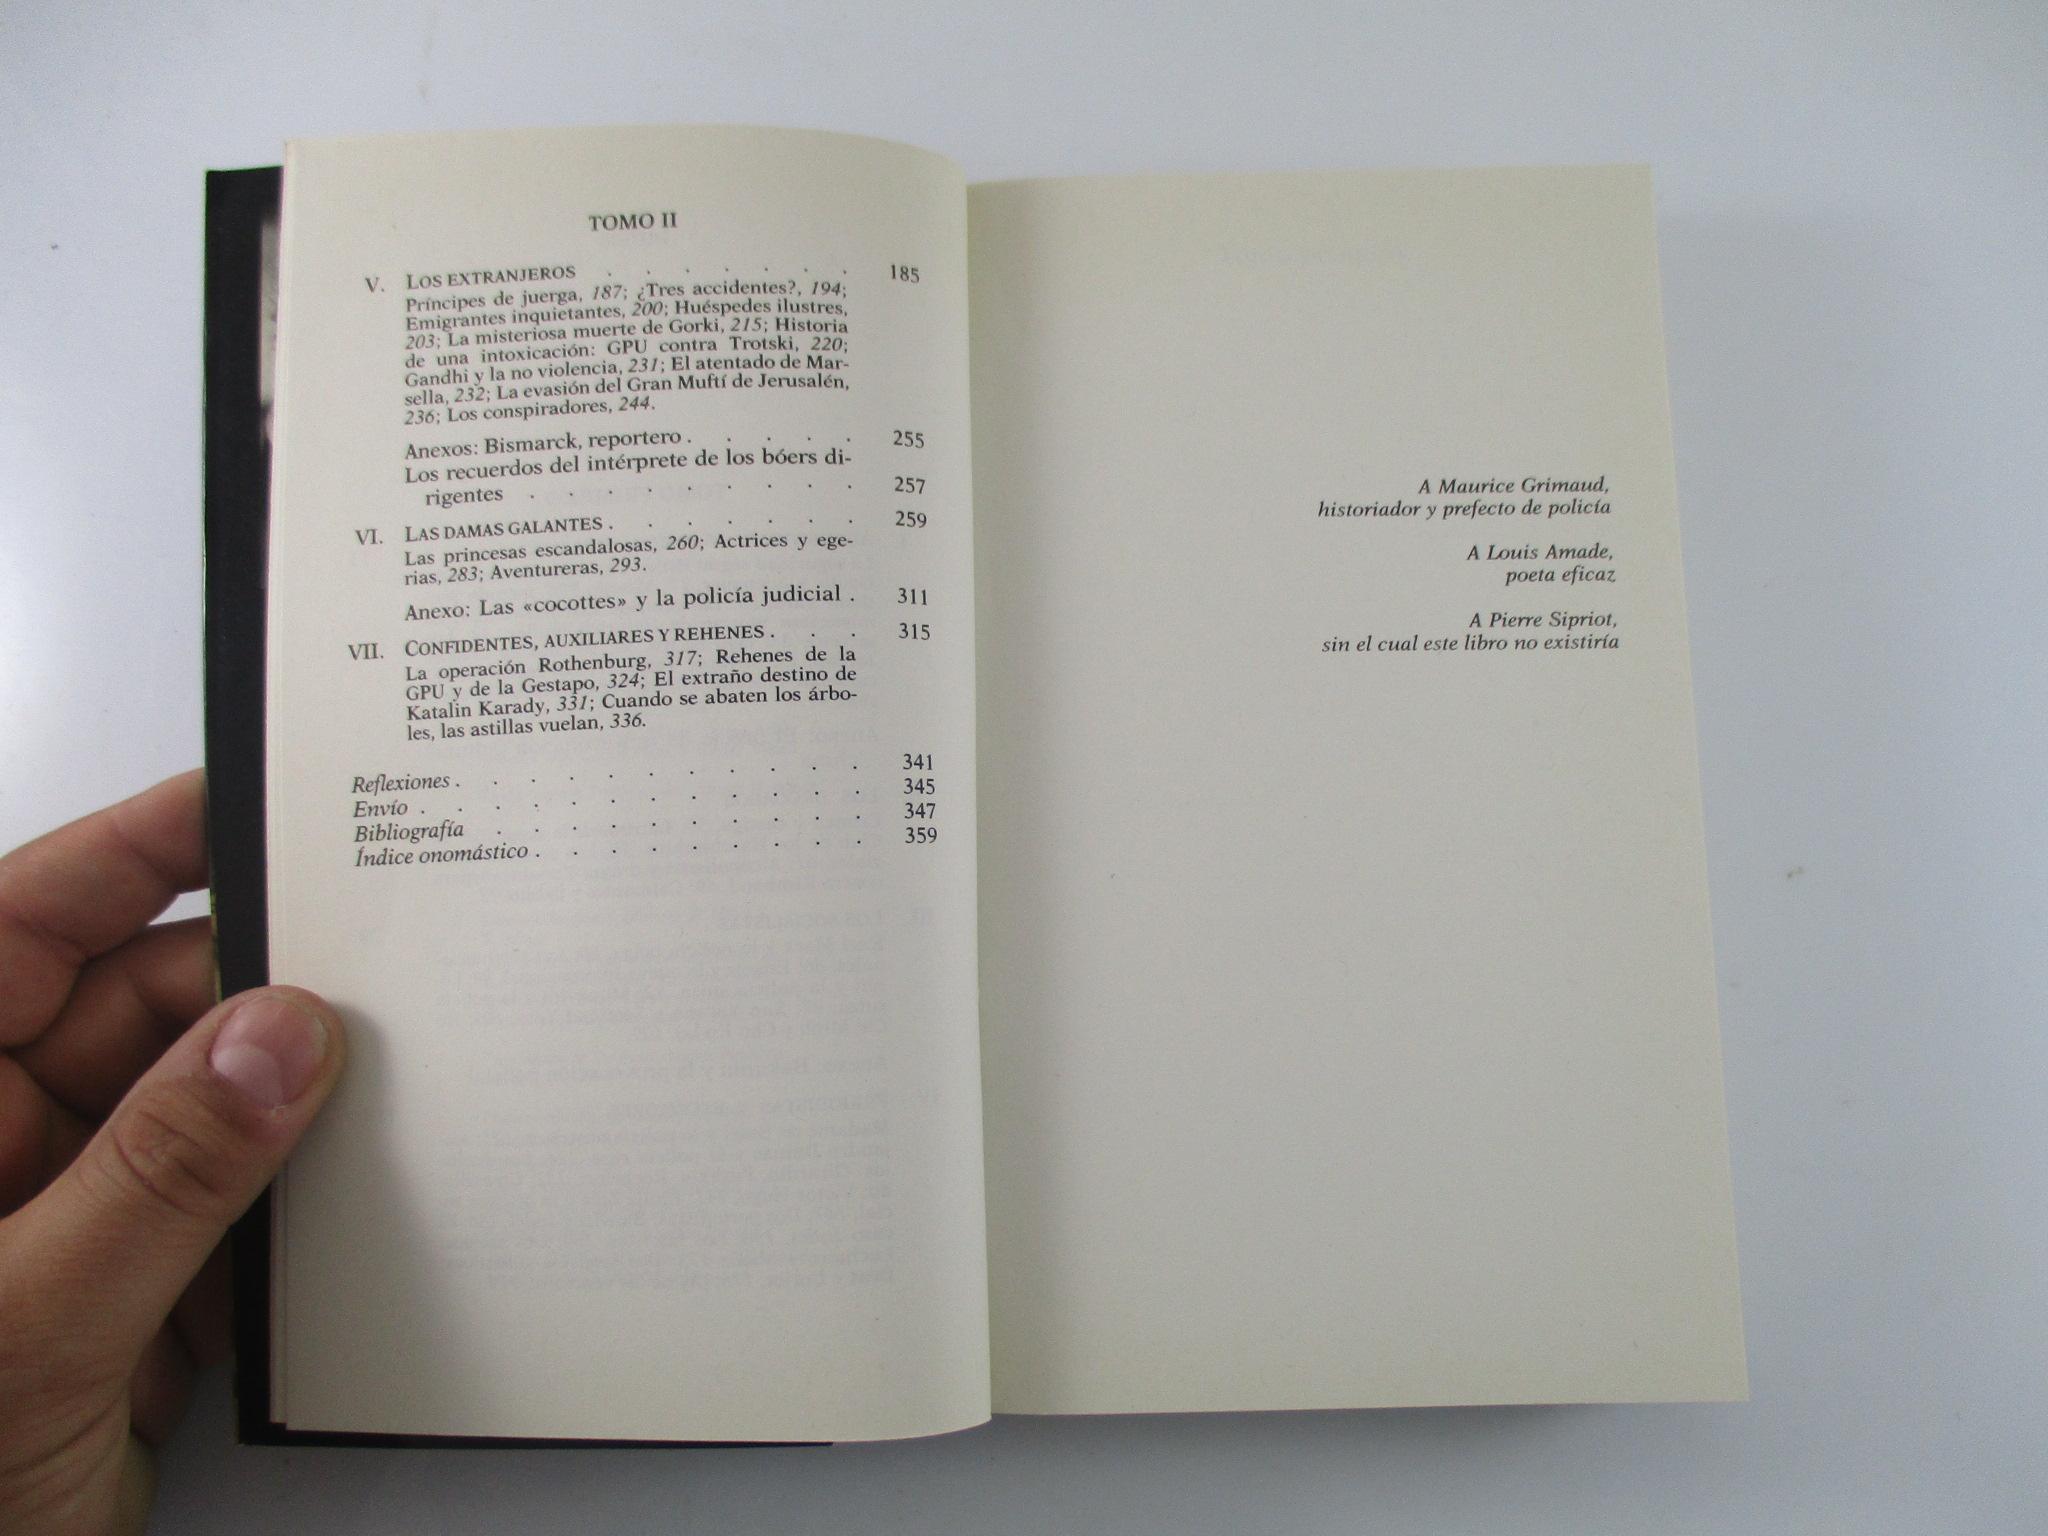 TOMO II
V. LOS EXTRANJEROS . . . . . . . 185
Príncipes de juerga, 187; ¿Tres accidentes?, 194;
Emigrantes inquietantes, 200; Huéspedes ilustres,
203; La misteriosa muerte de Gorki, 215; Historia
de una intoxicación: GPU contra Trotski, 220;
Gandhi y la no violencia, 231; El atentado de Mar-
sella, 232; La evasión del Gran Muftí de Jerusalén,
236; Los conspiradores, 244.
Anexos: Bismarck, reportero . . . . . 255
Los recuerdos del intérprete de los bóers di-
rigentes . . . . . . . . . 257
VI. LAS DAMAS GALANTES . . . . . . . 259
Las princesas escandalosas, 260; Actrices y ege-
rias, 283; Aventureras, 293.
Anexo: Las «cocottes» y la policía judicial . 311
VII. CONFIDENTES, AUXILIARES Y REHENES . . . 315
La operación Rothenburg, 317; Rehenes de la
GPU y de la Gestapo, 324; El extraño destino de
Katalin Karady, 331; Cuando se abaten los árbo-
les, las astillas vuelan, 336.
Reflexiones . . . . . . . . . . . 341
Envío . . . . . . . . . . . . 345
Bibliografía . . . . . . . . . . 347
Índice onomástico . . . . . . . . . 359
A Maurice Grimaud,
historiador y prefecto de policía
A Louis Amade,
poeta eficaz
A Pierre Sipriot,
sin el cual este libro no existiría